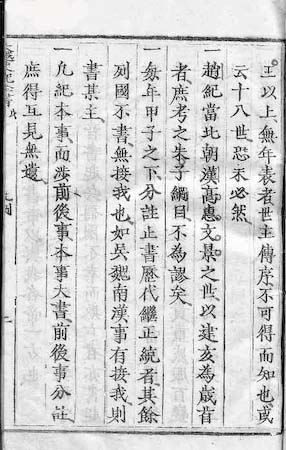 王以上無年表者世主傳序不可得而知也或
云十八世恐未必然
一趙紀當北朝漢高惠文景之世以建亥為歲首
者庶考之朱子綱目不為謬矣
一每年甲子之下分註正書歷代繼正統者其餘
列國不書無接我也如吳魏南漢事有接我則
書某主
一凡紀本事而涉前後事本事大書前後事分註
庶得互見無遺